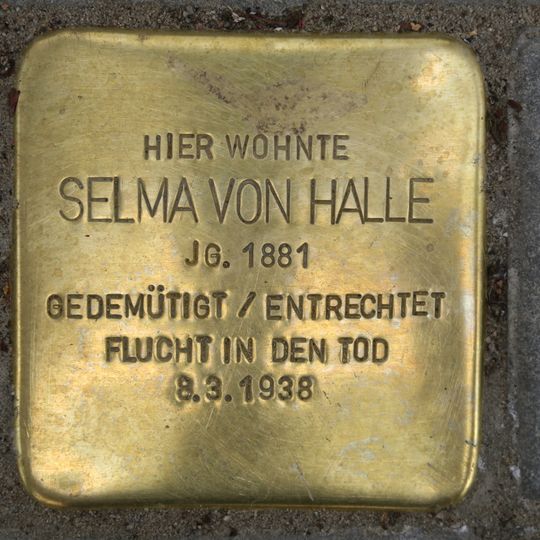 HIER WOHNTE
SELMA VON HALLE
JG. 1881
GEDEMÜTIGT / ENTRECHTET
FLUCHT IN DEN TOD
8.3.1938